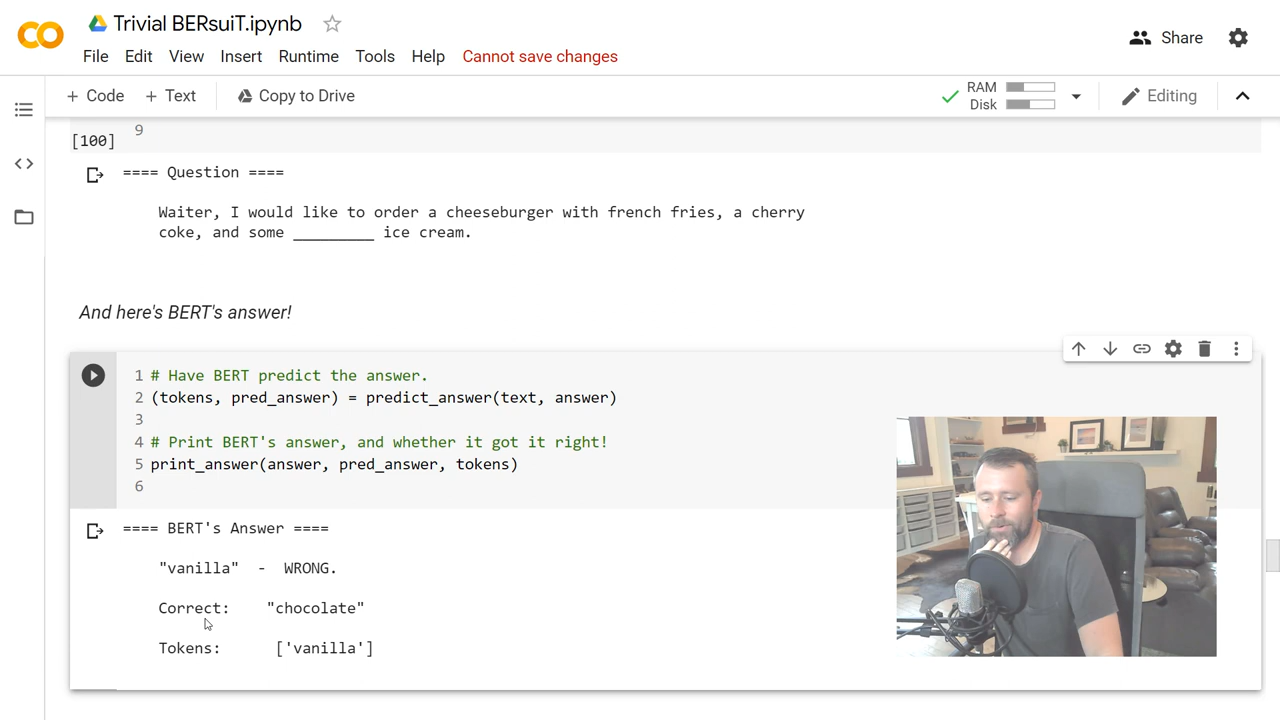 Trivial BERsuiT.ipynb
Share
File Edit View Insert Runtime Tools Help Cannot save changes
+ Code + Text Copy to Drive
RAM
Disk
Editing
9
[100]
==== Question ====
Waiter, I would like to order a cheeseburger with french fries, a cherry
coke, and some _________ ice cream.
And here's BERT's answer!
1 # Have BERT predict the answer.
2 (tokens, pred_answer) = predict_answer(text, answer)
3
4 # Print BERT's answer, and whether it got it right!
5 print_answer(answer, pred_answer, tokens)
6
==== BERT's Answer ====
"vanilla" - WRONG.
Correct: "chocolate"
Tokens: ['vanilla']